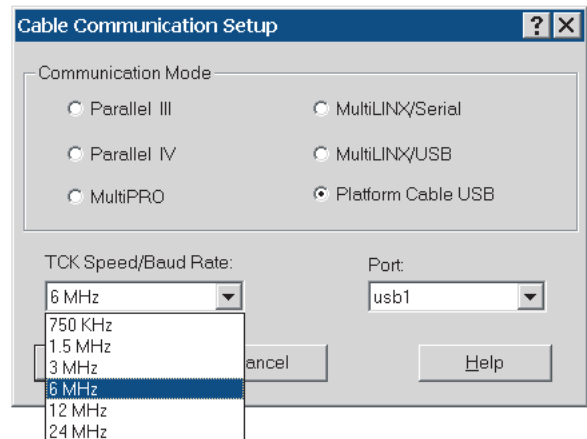 Cable Communication Setup ? X
Communication Mode
Parallel III MultiLINX/Serial
Parallel IV MultiLINX/USB
MultiPRO Platform Cable USB
TCK Speed/Baud Rate: Port:
6 MHz usb1
750 KHz
1.5 MHz
3 MHz ancel Help
6 MHz
12 MHz
24 MHz